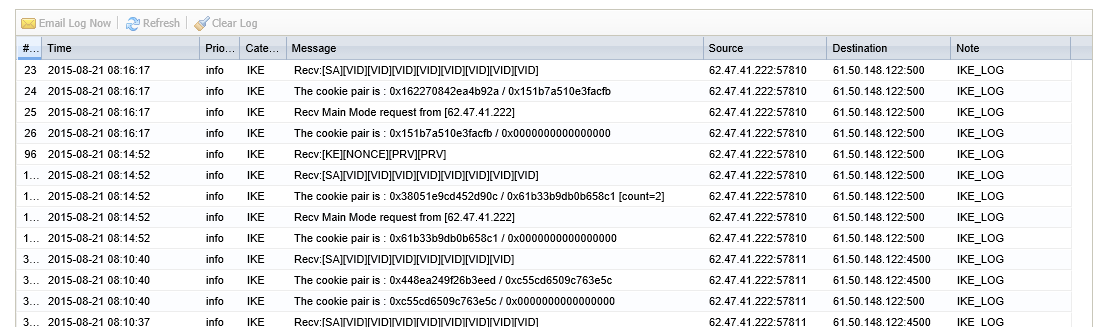 Email Log Now Refresh Clear Log
#... Time Prio... Cate... Message Source Destination Note
23 2015-08-21 08:16:17 info IKE Recv:[SA][VID][VID][VID][VID][VID][VID][VID][VID] 62.47.41.222:57810 61.50.148.122:500 IKE_LOG
24 2015-08-21 08:16:17 info IKE The cookie pair is : 0x162270842ea4b92a / 0x151b7a510e3facfb 62.47.41.222:57810 61.50.148.122:500 IKE_LOG
25 2015-08-21 08:16:17 info IKE Recv Main Mode request from [62.47.41.222] 62.47.41.222:57810 61.50.148.122:500 IKE_LOG
26 2015-08-21 08:16:17 info IKE The cookie pair is : 0x151b7a510e3facfb / 0x0000000000000000 62.47.41.222:57810 61.50.148.122:500 IKE_LOG
96 2015-08-21 08:14:52 info IKE Recv:[KE][NONCE][PRV][PRV] 62.47.41.222:57810 61.50.148.122:500 IKE_LOG
1... 2015-08-21 08:14:52 info IKE Recv:[SA][VID][VID][VID][VID][VID][VID][VID][VID] 62.47.41.222:57810 61.50.148.122:500 IKE_LOG
1... 2015-08-21 08:14:52 info IKE The cookie pair is : 0x38051e9cd452d90c / 0x61b33b9db0b658c1 [count=2] 62.47.41.222:57810 61.50.148.122:500 IKE_LOG
1... 2015-08-21 08:14:52 info IKE Recv Main Mode request from [62.47.41.222] 62.47.41.222:57810 61.50.148.122:500 IKE_LOG
1... 2015-08-21 08:14:52 info IKE The cookie pair is : 0x61b33b9db0b658c1 / 0x0000000000000000 62.47.41.222:57810 61.50.148.122:500 IKE_LOG
3... 2015-08-21 08:10:40 info IKE Recv:[SA][VID][VID][VID][VID][VID][VID][VID] 62.47.41.222:57811 61.50.148.122:4500 IKE_LOG
3... 2015-08-21 08:10:40 info IKE The cookie pair is : 0x448ea249f26b3eed / 0xc55cd6509c763e5c 62.47.41.222:57811 61.50.148.122:4500 IKE_LOG
3... 2015-08-21 08:10:40 info IKE The cookie pair is : 0xc55cd6509c763e5c / 0x0000000000000000 62.47.41.222:57811 61.50.148.122:500 IKE_LOG
3... 2015-08-21 08:10:37 info IKE Recv:[SA][VID][VID][VID][VID][VID][VID][VID][VID] 62.47.41.222:57811 61.50.148.122:4500 IKE_LOG